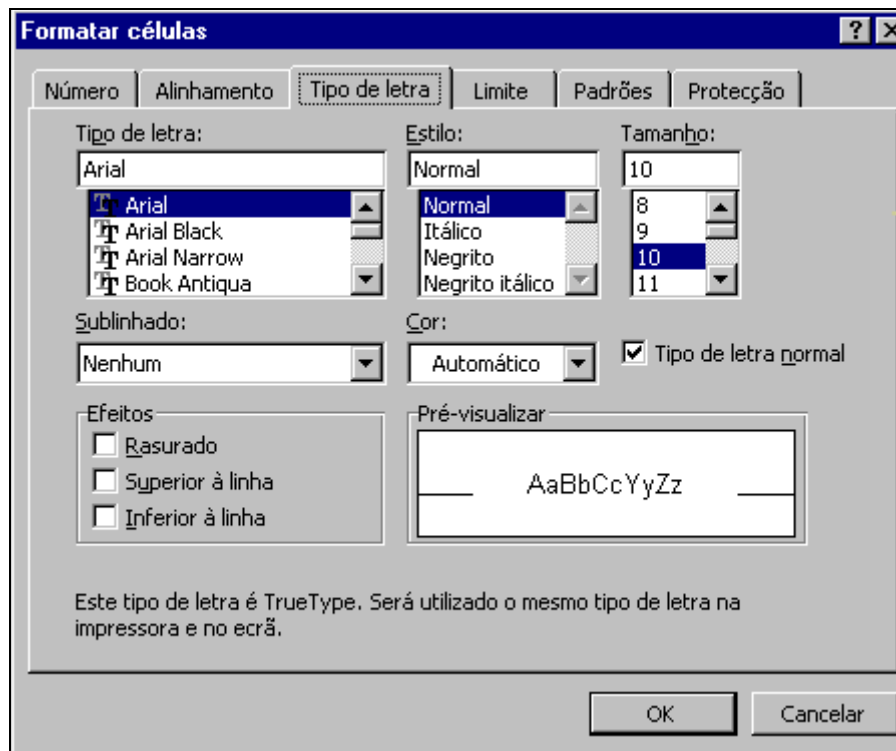 Formatar células
Número Alinhamento Tipo de letra Limite Padrões Protecção
Tipo de letra: Estilo: Tamanho:
Arial Normal 10
Arial Normal 8
Arial Black Itálico 9
Arial Narrow Negrito 10
Book Antiqua Negrito itálico 11
Sublinhado: Cor:
Nenhum Automático Tipo de letra normal
Efeitos Pré-visualizar
Rasurado
Superior à linha AaBbCcYyZz
Inferior à linha
Este tipo de letra é TrueType. Será utilizado o mesmo tipo de letra na
impressora e no ecrã.
OK Cancelar